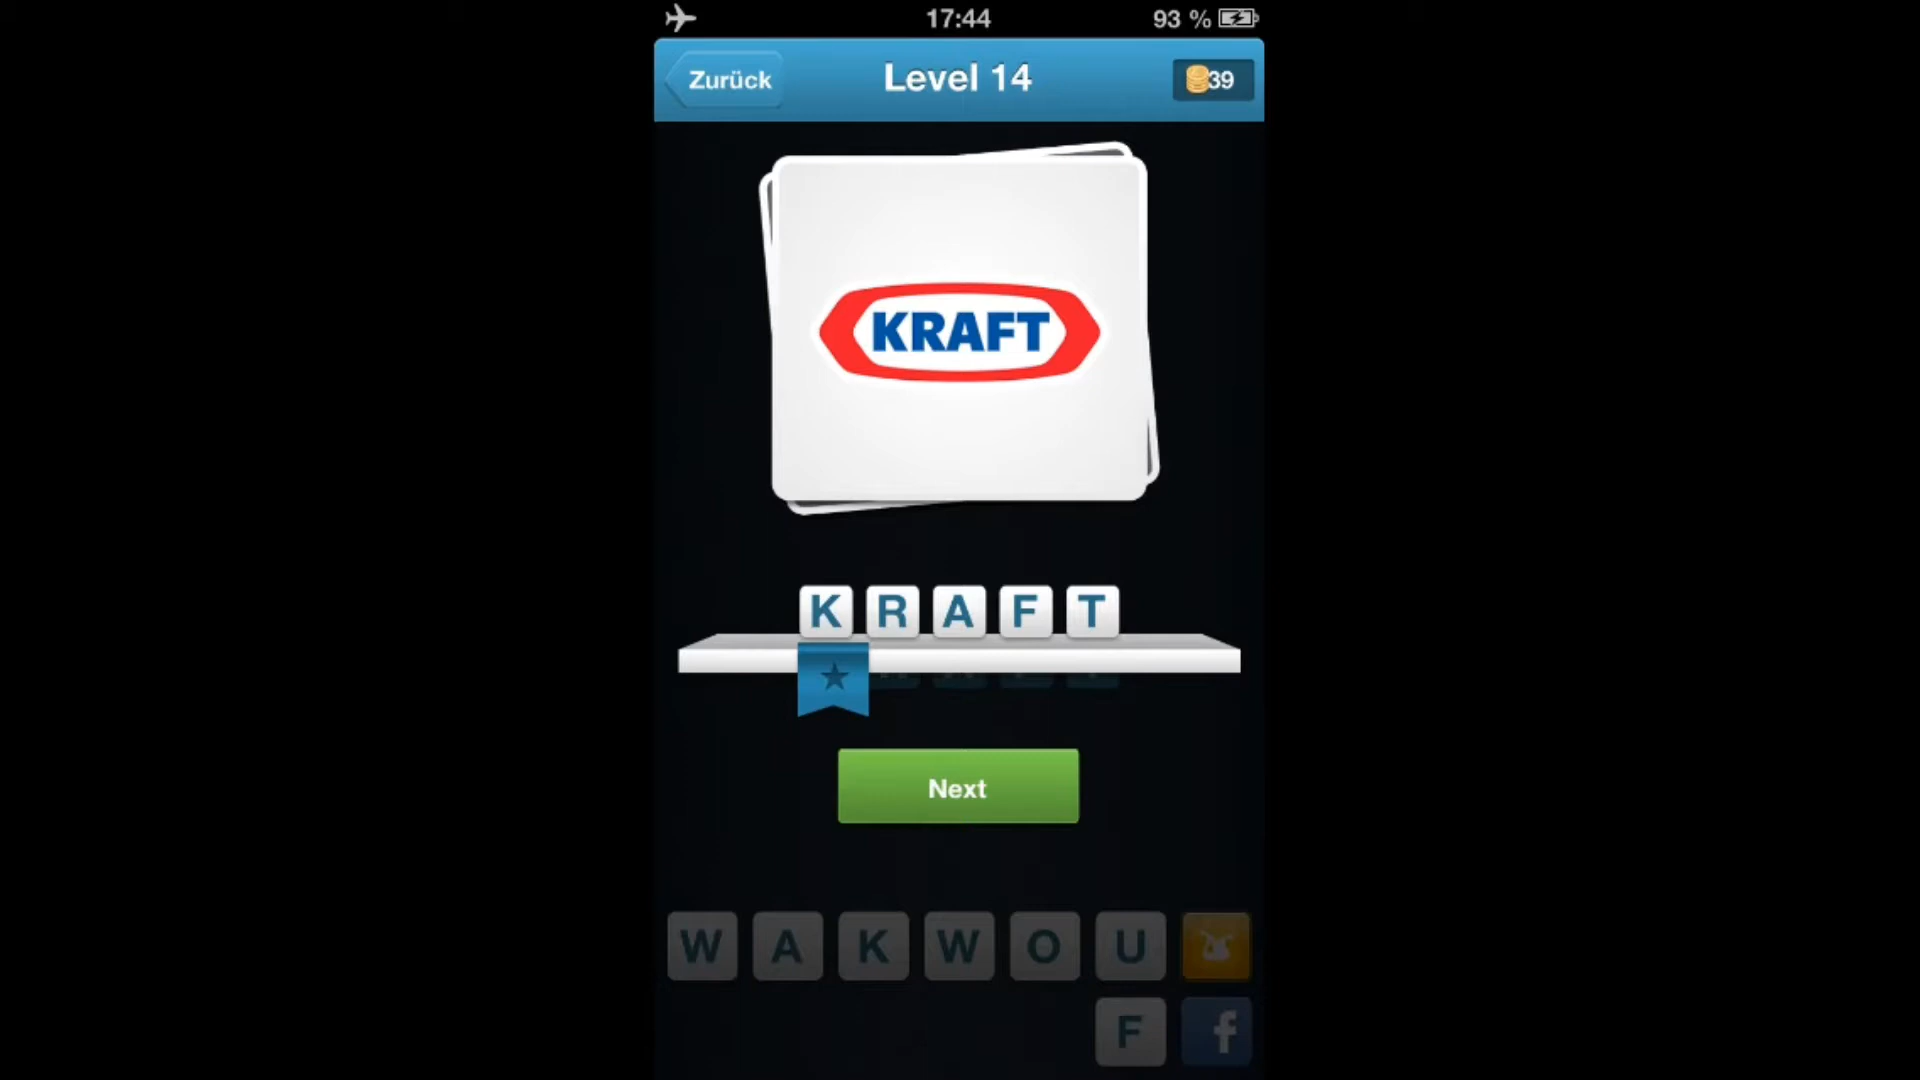 17:44
93 %
Zurück
Level 14
39
KRAFT
K R A F T
Next
W A K W O U
F f